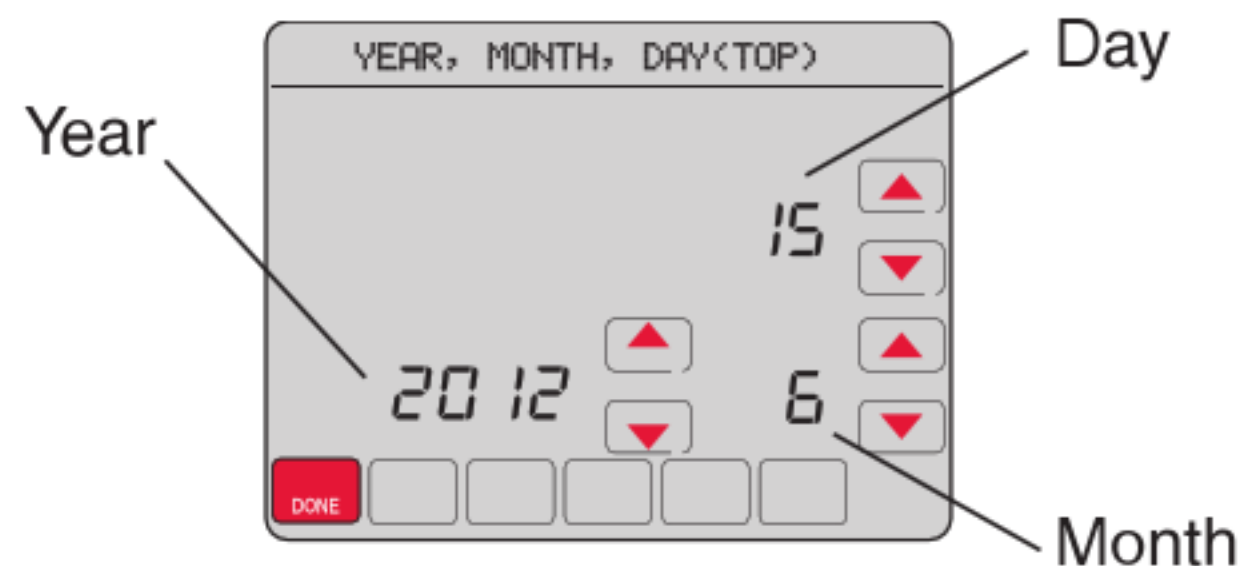 YEAR, MONTH, DAY(TOP)
Day
Year
15
2012
6
DONE
Month